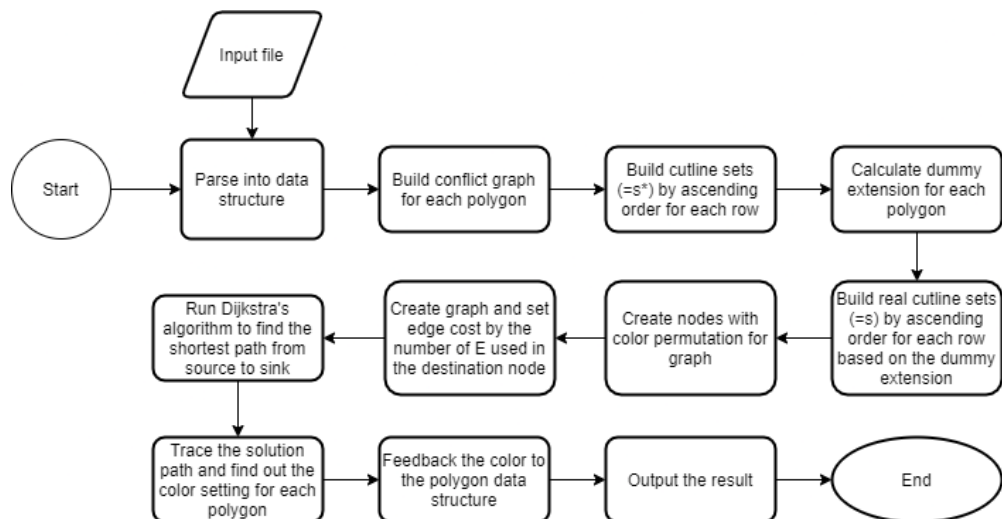 Input file
Start
Parse into data
structure
Build conflict graph
for each polygon
Build cutline sets
(=s*) by ascending
order for each row
Calculate dummy
extension for each
polygon
Build real cutline sets
(=s) by ascending
order for each row
based on the dummy
extension
Create nodes with
color permutation for
graph
Create graph and set
edge cost by the
number of E used in
the destination node
Run Dijkstra's
algorithm to find the
shortest path from
source to sink
Trace the solution
path and find out the
color setting for each
polygon
Feedback the color to
the polygon data
structure
Output the result
End